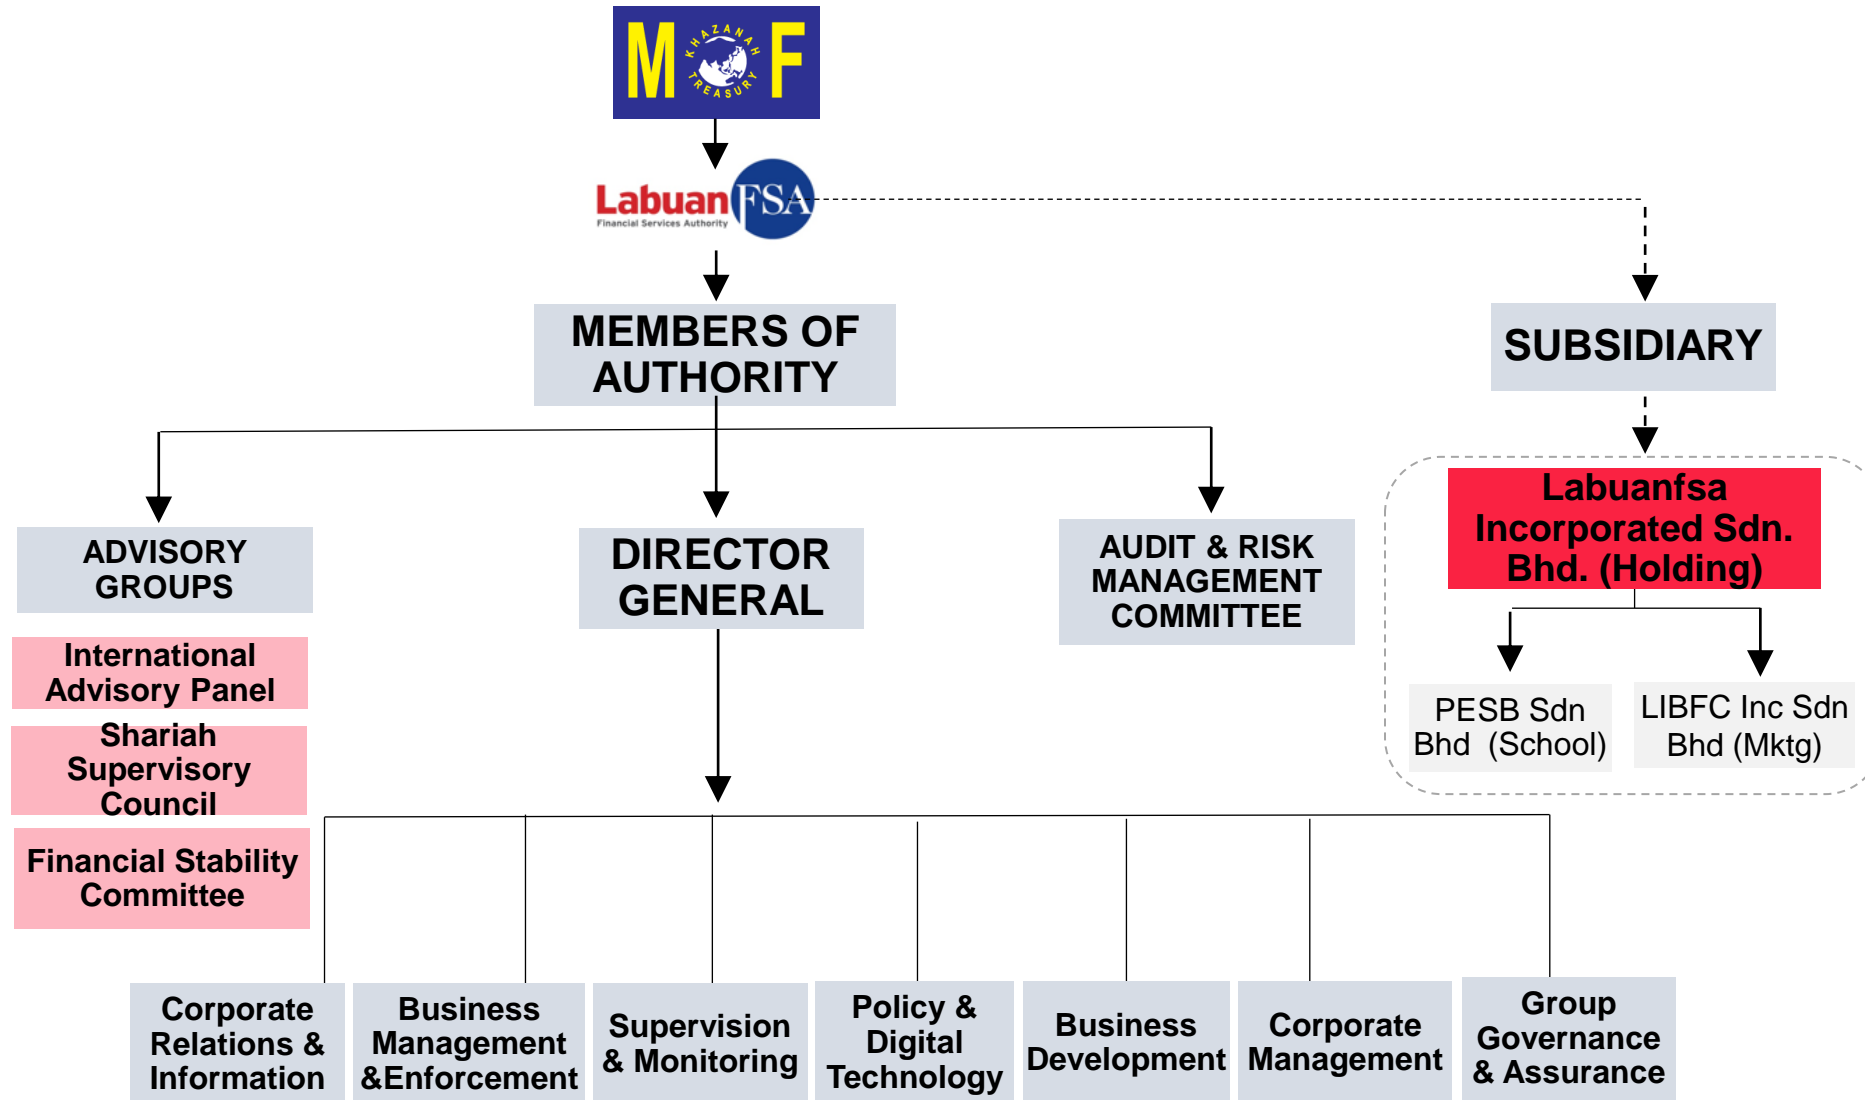 M F
KHAZANAH
TREASURY
Labuan FSA
Financial Services Authority
MEMBERS OF
AUTHORITY
SUBSIDIARY
ADVISORY
GROUPS
International
Advisory Panel
Shariah
Supervisory
Council
Financial Stability
Committee
DIRECTOR
GENERAL
AUDIT & RISK
MANAGEMENT
COMMITTEE
Labuanfsa
Incorporated Sdn.
Bhd. (Holding)
PESB Sdn
Bhd (School)
LIBFC Inc Sdn
Bhd (Mktg)
Corporate
Relations &
Information
Business
Management
&Enforcement
Supervision
& Monitoring
Policy &
Digital
Technology
Business
Development
Corporate
Management
Group
Governance
& Assurance